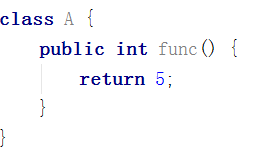 class A {
    public int func() {
        return 5;
    }
}